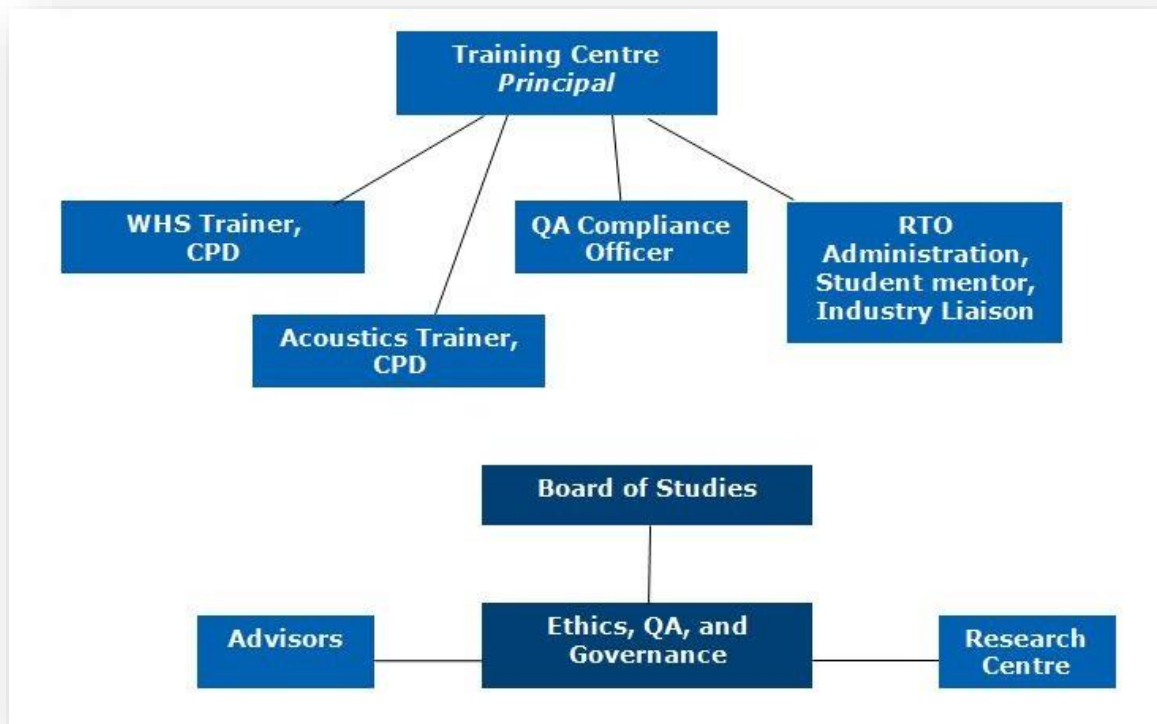 Training Centre
Principal
WHS Trainer,
CPD
QA Compliance
Officer
RTO
Administration,
Student mentor,
Industry Liaison
Acoustics Trainer,
CPD
Board of Studies
Advisors
Ethics, QA, and
Governance
Research
Centre